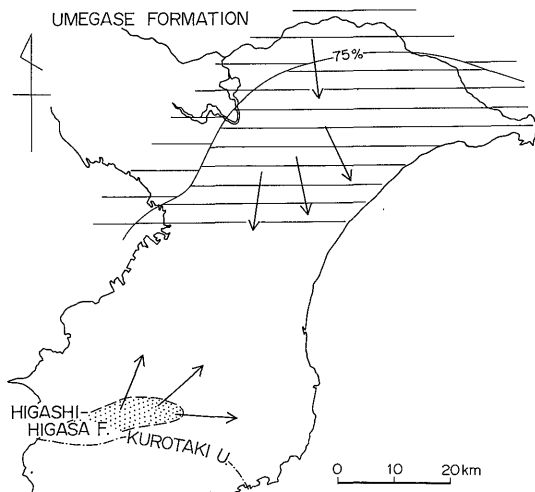 UMEGASE FORMATION
75%
HIGASHI-
HIGASA F.
KUROTAKI U.
0 10 20km